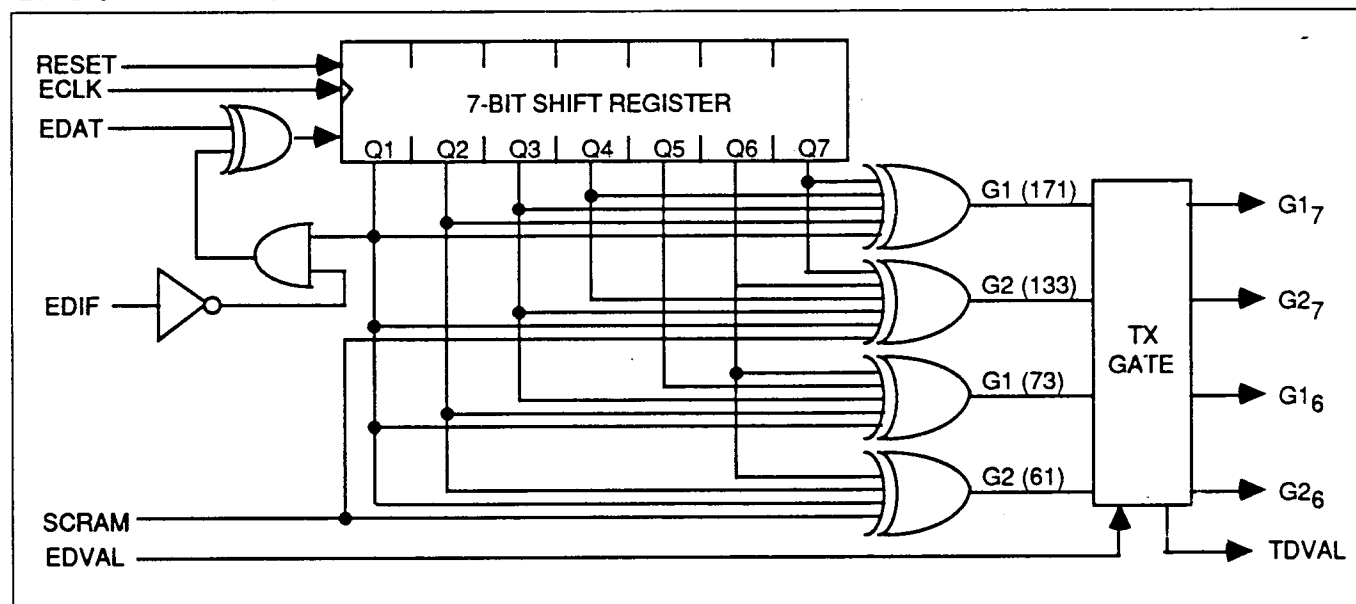 RESET
ECLK
EDAT
7-BIT SHIFT REGISTER
Q1 Q2 Q3 Q4 Q5 Q6 Q7
EDIF
G1 (171)
G2 (133)
G1 (73)
G2 (61)
TX
GATE
G1₇
G2₇
G1₆
G2₆
SCRAM
EDVAL
TDVAL